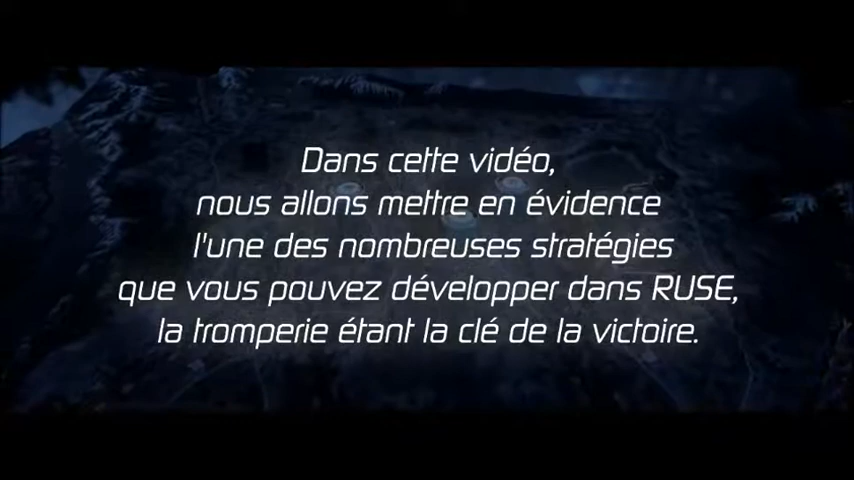 Dans cette vidéo,
nous allons mettre en évidence
l'une des nombreuses stratégies
que vous pouvez développer dans RUSE,
la tromperie étant la clé de la victoire.